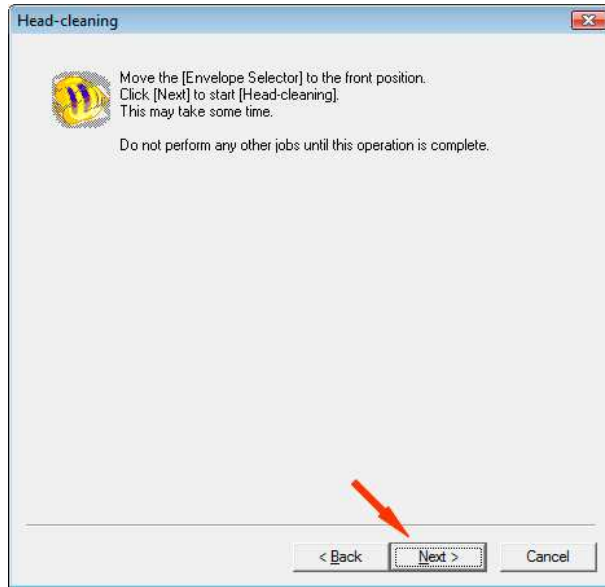 Head-cleaning
Move the [Envelope Selector] to the front position.
Click [Next] to start [Head-cleaning].
This may take some time.
Do not perform any other jobs until this operation is complete.
< Back
Next >
Cancel